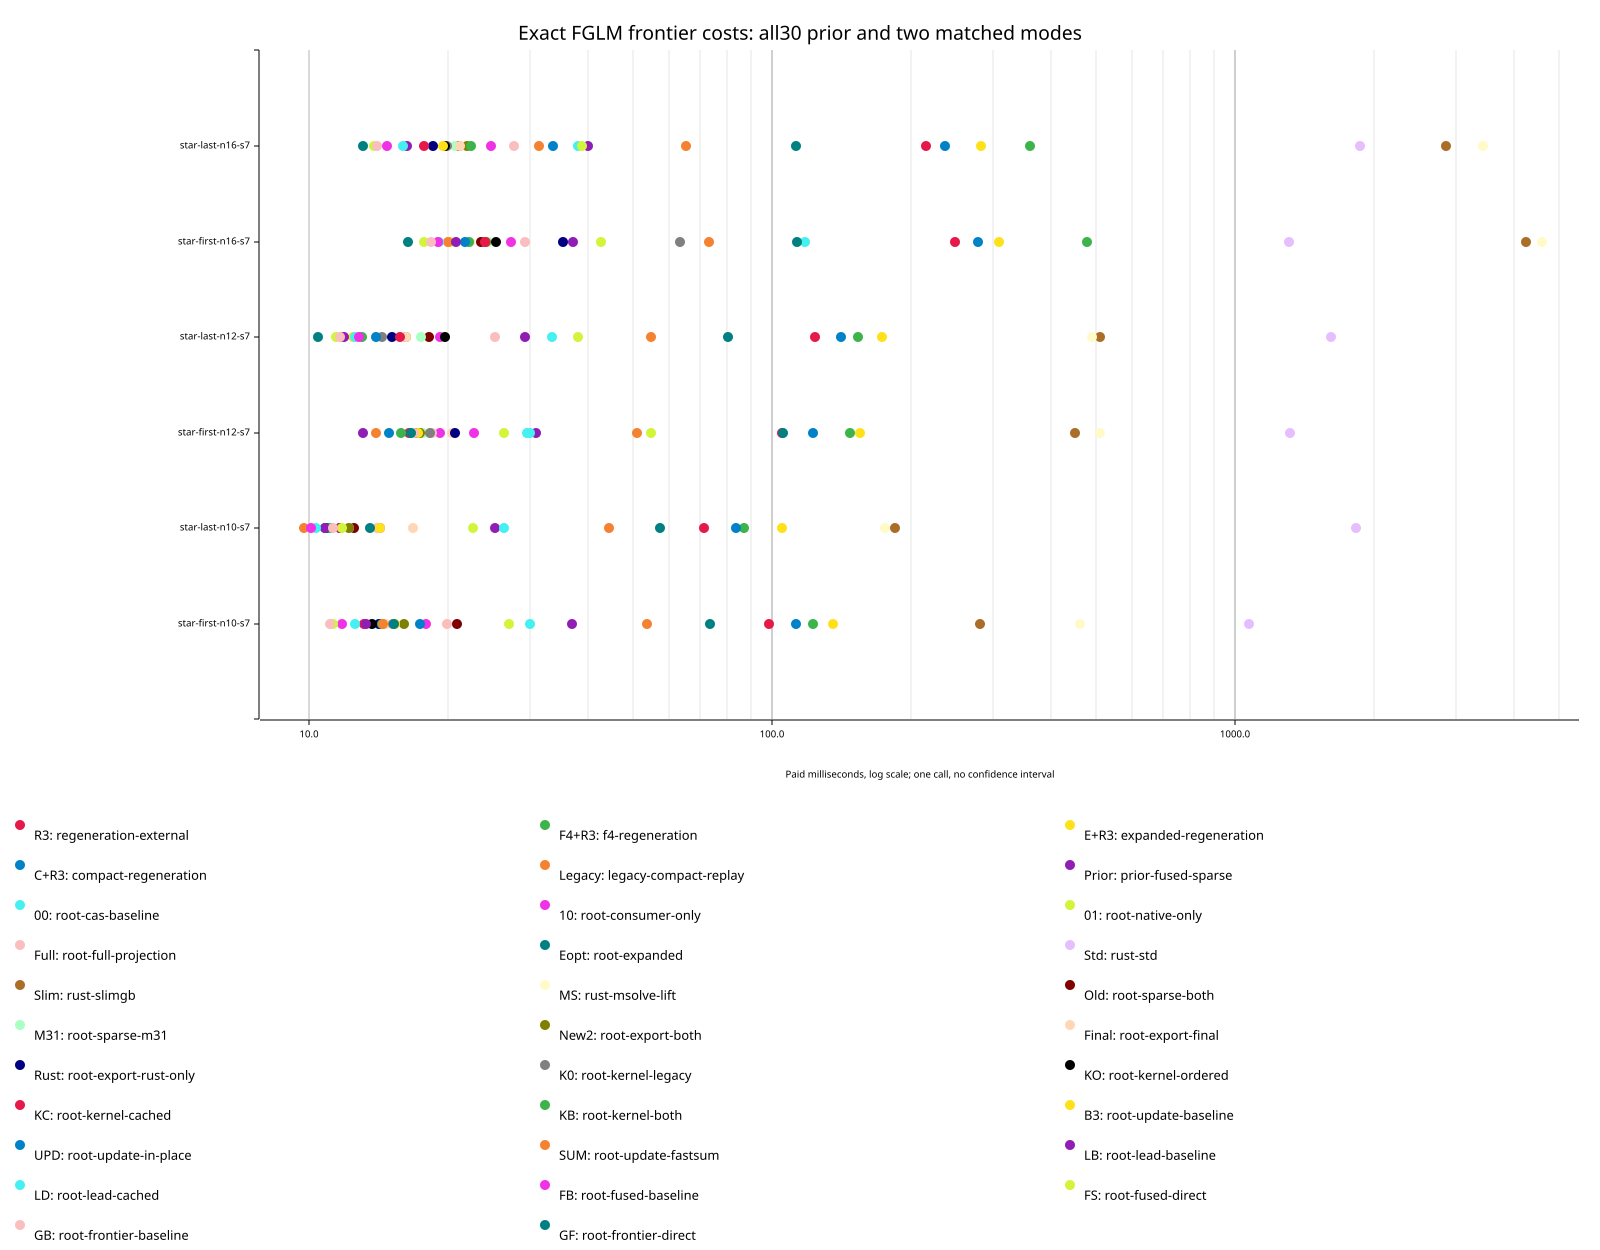 Exact FGLM frontier costs: all30 prior and two matched modes
star-last-n16-s7
star-first-n16-s7
star-last-n12-s7
star-first-n12-s7
star-last-n10-s7
star-first-n10-s7
10.0 100.0 1000.0
Paid milliseconds, log scale; one call, no confidence interval
R3: regeneration-external F4+R3: f4-regeneration E+R3: expanded-regeneration
C+R3: compact-regeneration Legacy: legacy-compact-replay Prior: prior-fused-sparse
00: root-cas-baseline 10: root-consumer-only 01: root-native-only
Full: root-full-projection Eopt: root-expanded Std: rust-std
Slim: rust-slimgb MS: rust-msolve-lift Old: root-sparse-both
M31: root-sparse-m31 New2: root-export-both Final: root-export-final
Rust: root-export-rust-only K0: root-kernel-legacy KO: root-kernel-ordered
KC: root-kernel-cached KB: root-kernel-both B3: root-update-baseline
UPD: root-update-in-place SUM: root-update-fastsum LB: root-lead-baseline
LD: root-lead-cached FB: root-fused-baseline FS: root-fused-direct
GB: root-frontier-baseline GF: root-frontier-direct